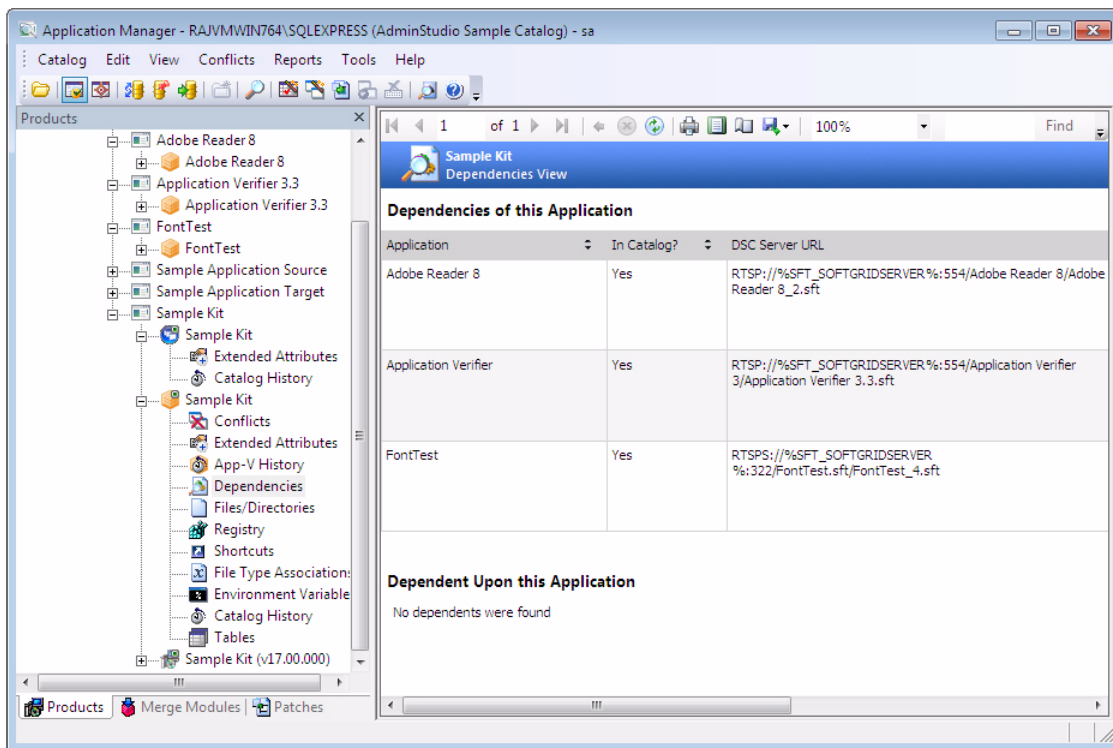 Application Manager - RAJVMWIN764\SQLEXPRESS (AdminStudio Sample Catalog) - sa
Catalog Edit View Conflicts Reports Tools Help
Products
Adobe Reader 8
Adobe Reader 8
Application Verifier 3.3
Application Verifier 3.3
FontTest
FontTest
Sample Application Source
Sample Application Target
Sample Kit
Sample Kit
Extended Attributes
Catalog History
Sample Kit
Conflicts
Extended Attributes
App-V History
Dependencies
Files/Directories
Registry
Shortcuts
File Type Association:
Environment Variable
Catalog History
Tables
Sample Kit (v17.00.000)
Products Merge Modules Patches
1 of 1 100% Find
Sample Kit
Dependencies View
Dependencies of this Application
Application In Catalog? DSC Server URL
Adobe Reader 8 Yes RTSP://%SFT_SOFTGRIDSERVER%:554/Adobe Reader 8/Adobe
Reader 8_2.sft
Application Verifier Yes RTSP://%SFT_SOFTGRIDSERVER%:554/Application Verifier
3/Application Verifier 3.3.sft
FontTest Yes RTSPS://%SFT_SOFTGRIDSERVER
%:322/FontTest.sft/FontTest_4.sft
Dependent Upon this Application
No dependents were found